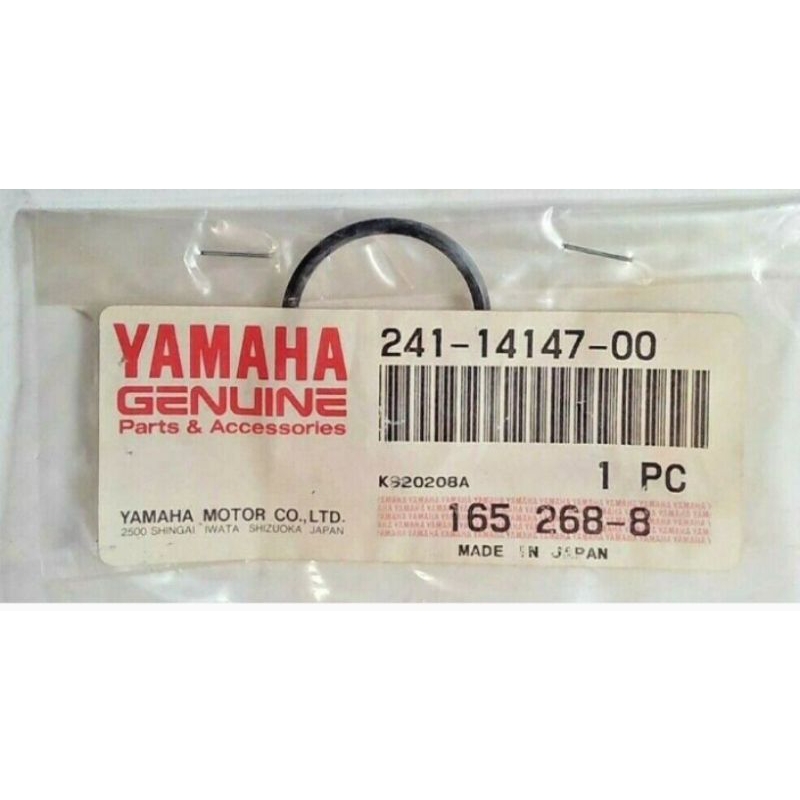 YAMAHA
GENUINE
Parts & Accessories
YAMAHA MOTOR CO.,LTD.
2500 SHINGAI IWATA SHIZUOKA JAPAN
241-14147-00
K920208A
1 PC
165 268-8
MADE IN JAPAN